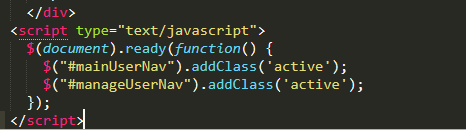 </div>
<script type="text/javascript">
$(document).ready(function() {
$("#mainUserNav").addClass('active');
$("#manageUserNav").addClass('active');
});
</script>